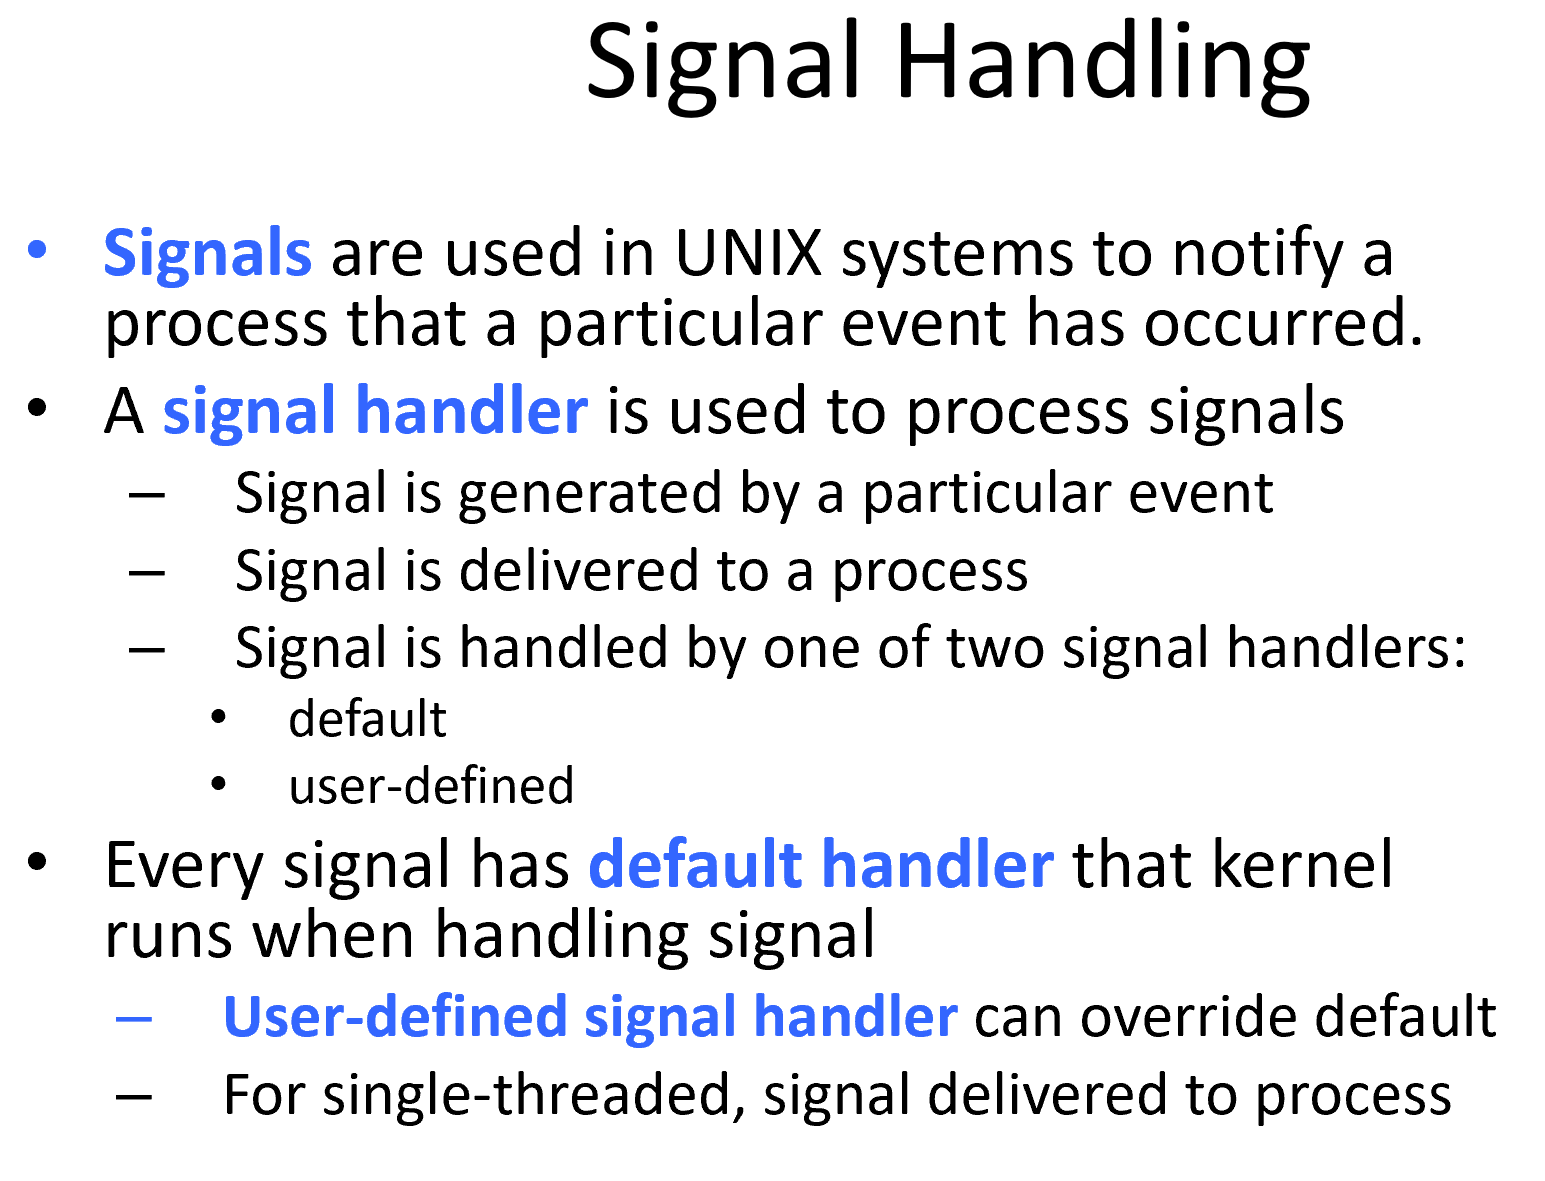 Signal Handling
• Signals are used in UNIX systems to notify a
process that a particular event has occurred.
• A signal handler is used to process signals
– Signal is generated by a particular event
– Signal is delivered to a process
– Signal is handled by one of two signal handlers:
• default
• user-defined
• Every signal has default handler that kernel
runs when handling signal
– User-defined signal handler can override default
– For single-threaded, signal delivered to process